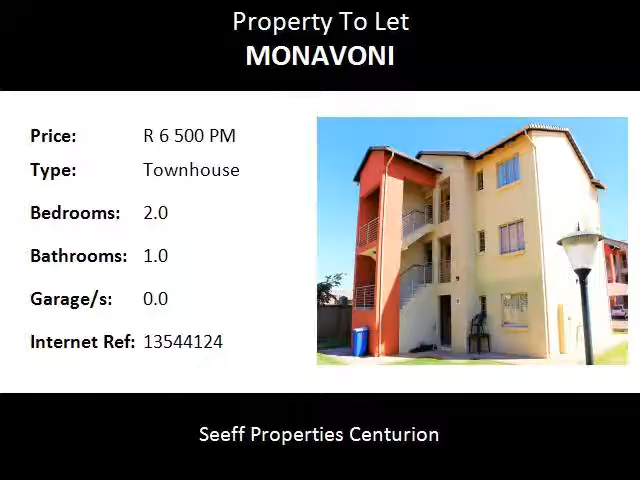 Property To Let
MONAVONI
Price: R 6 500 PM
Type: Townhouse
Bedrooms: 2.0
Bathrooms: 1.0
Garage/s: 0.0
Internet Ref: 13544124
Seeff Properties Centurion